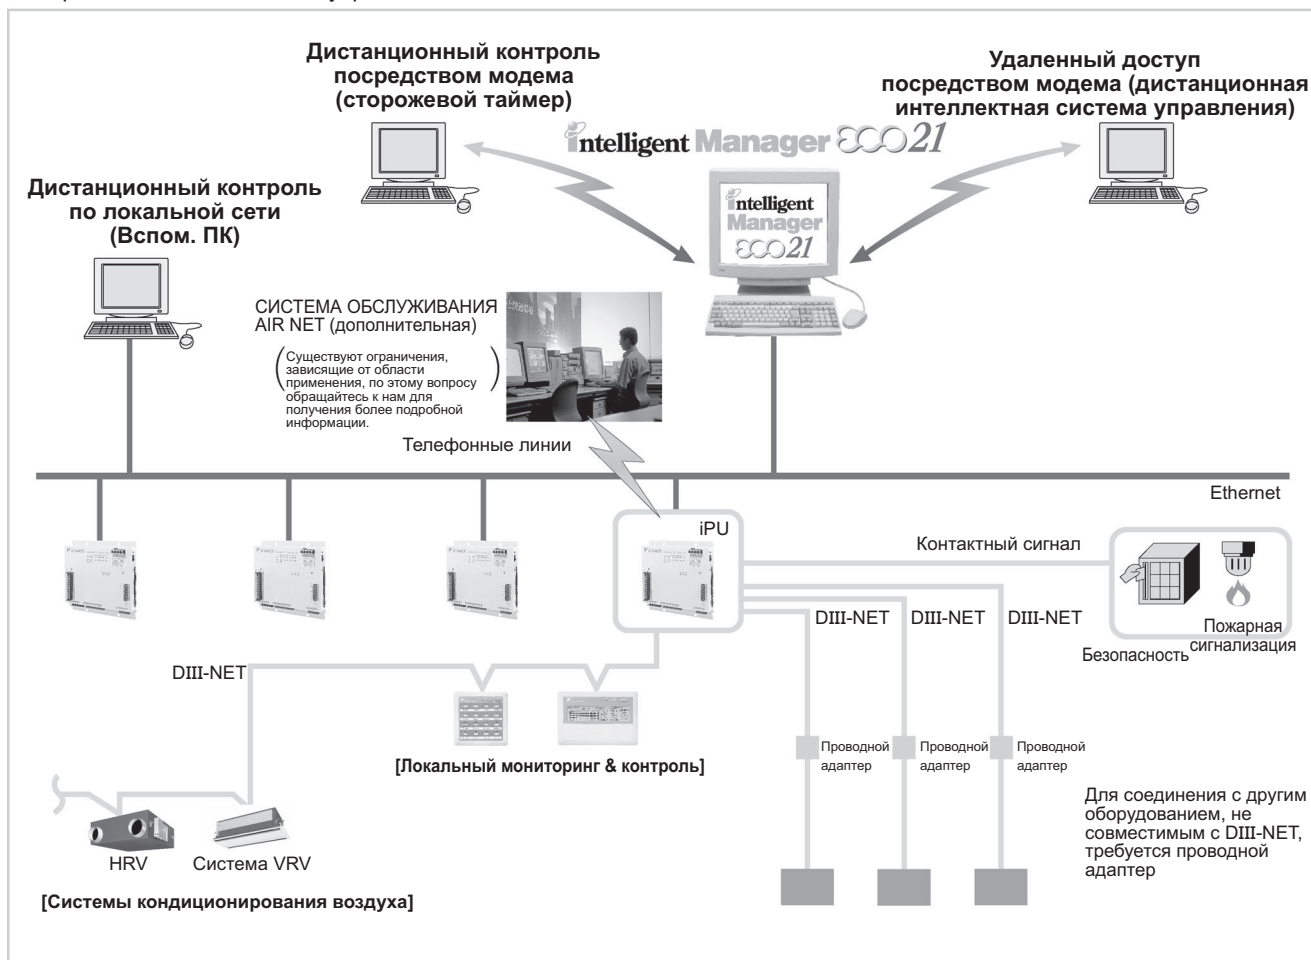 Дистанционный контроль
посредством модема
(сторожевой таймер)
Удаленный доступ
посредством модема (дистанционная
интеллектная система управления)
intelligent Manager ECO21
Дистанционный контроль
по локальной сети
(Вспом. ПК)
intelligent
Manager
ECO21
СИСТЕМА ОБСЛУЖИВАНИЯ
AIR NET (дополнительная)
(Существуют ограничения,
зависящие от области
применения, по этому вопросу
обращайтесь к нам для
получения более подробной
информации.)
Телефонные линии
Ethernet
iPU
Контактный сигнал
DIII-NET
DIII-NET
DIII-NET
Безопасность
Пожарная
сигнализация
DIII-NET
[Локальный мониторинг & контроль]
Проводной
адаптер
Проводной
адаптер
Проводной
адаптер
Для соединения с другим
оборудованием, не
совместимым с DIII-NET,
требуется проводной
адаптер
HRV
Система VRV
[Системы кондиционирования воздуха]